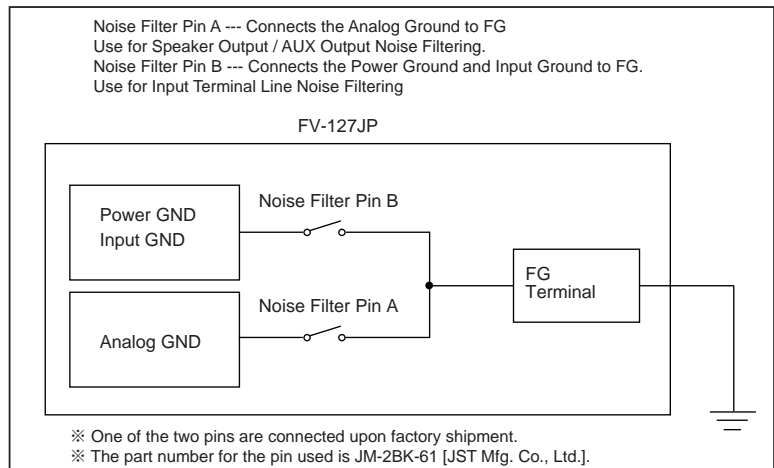 Noise Filter Pin A --- Connects the Analog Ground to FG
Use for Speaker Output / AUX Output Noise Filtering.
Noise Filter Pin B --- Connects the Power Ground and Input Ground to FG.
Use for Input Terminal Line Noise Filtering
FV-127JP
Power GND
Input GND
Noise Filter Pin B
FG
Terminal
Noise Filter Pin A
Analog GND
※ One of the two pins are connected upon factory shipment.
※ The part number for the pin used is JM-2BK-61 [JST Mfg. Co., Ltd.].